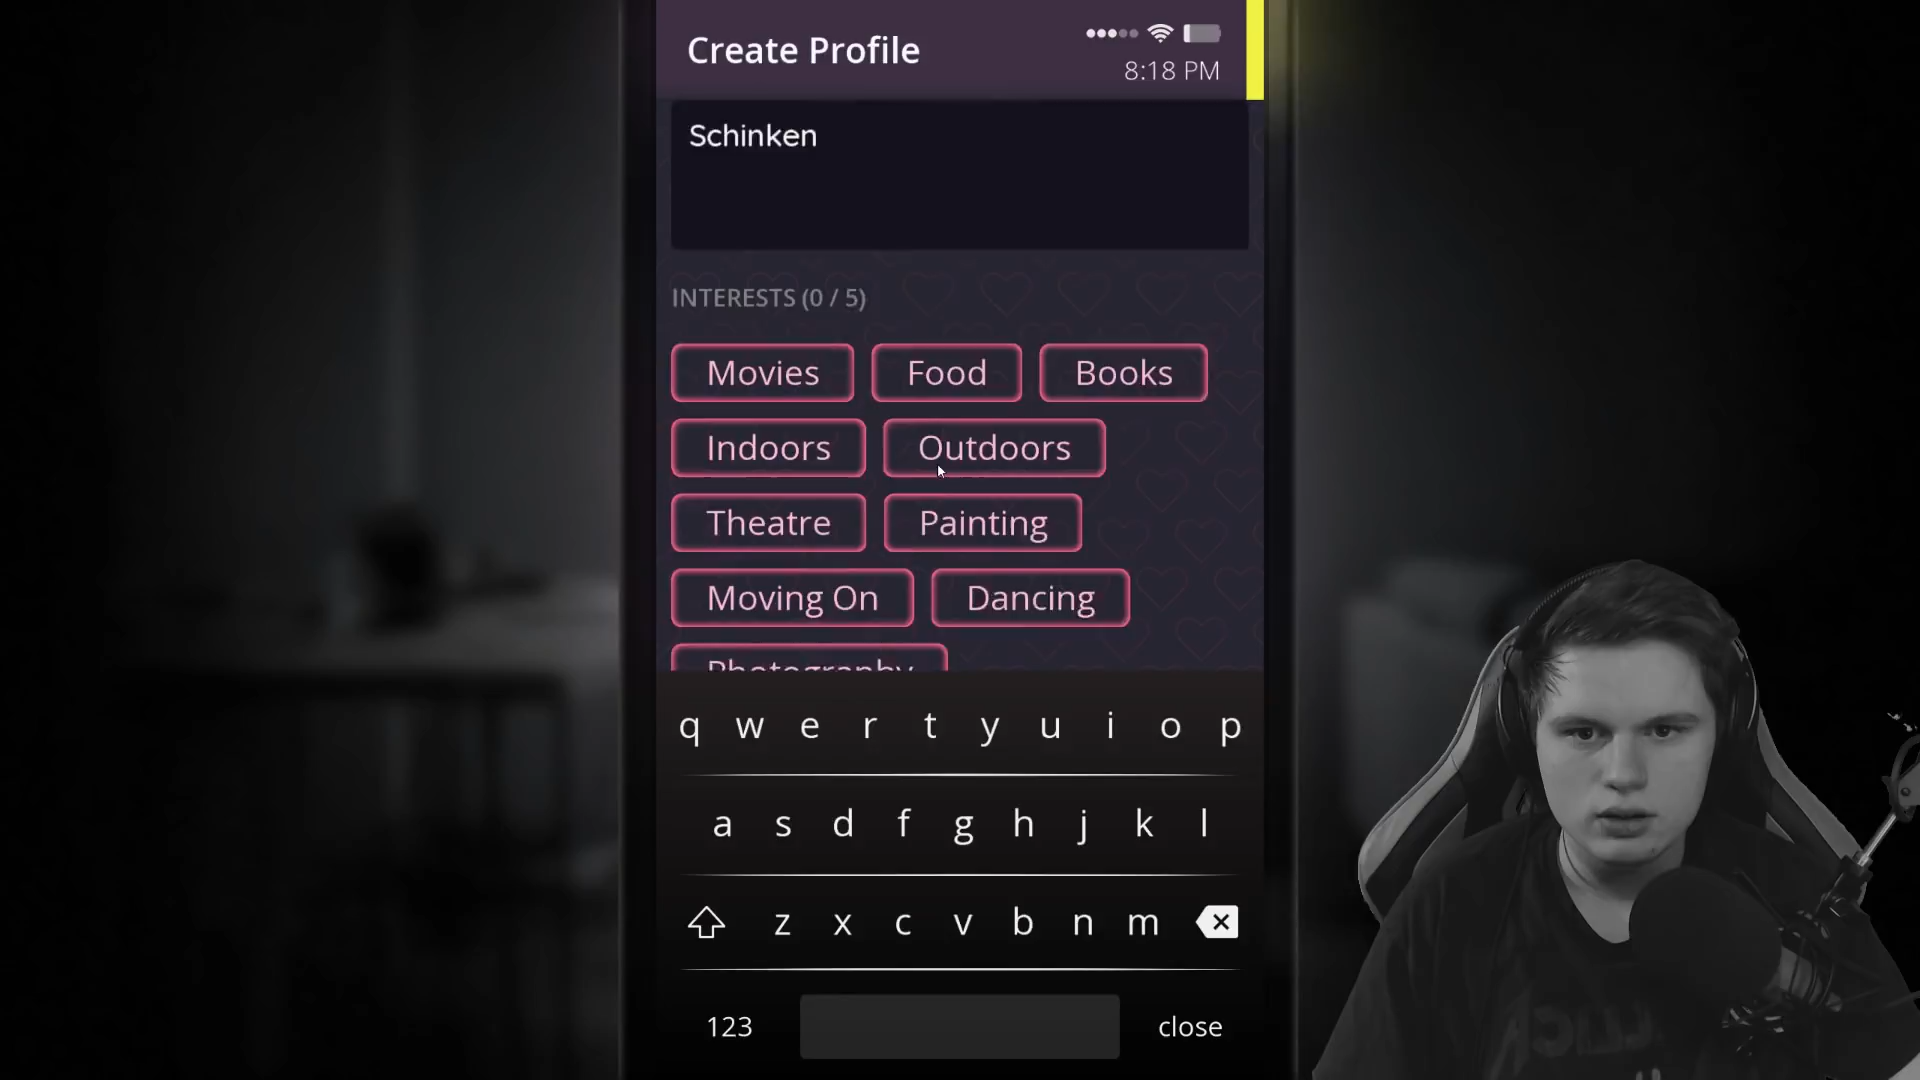 Create Profile
8:18 PM
Schinken
INTERESTS (0 / 5)
Movies Food Books
Indoors Outdoors
Theatre Painting
Moving On Dancing
Photography
q w e r t y u i o p
a s d f g h j k l
z x c v b n m
123 close